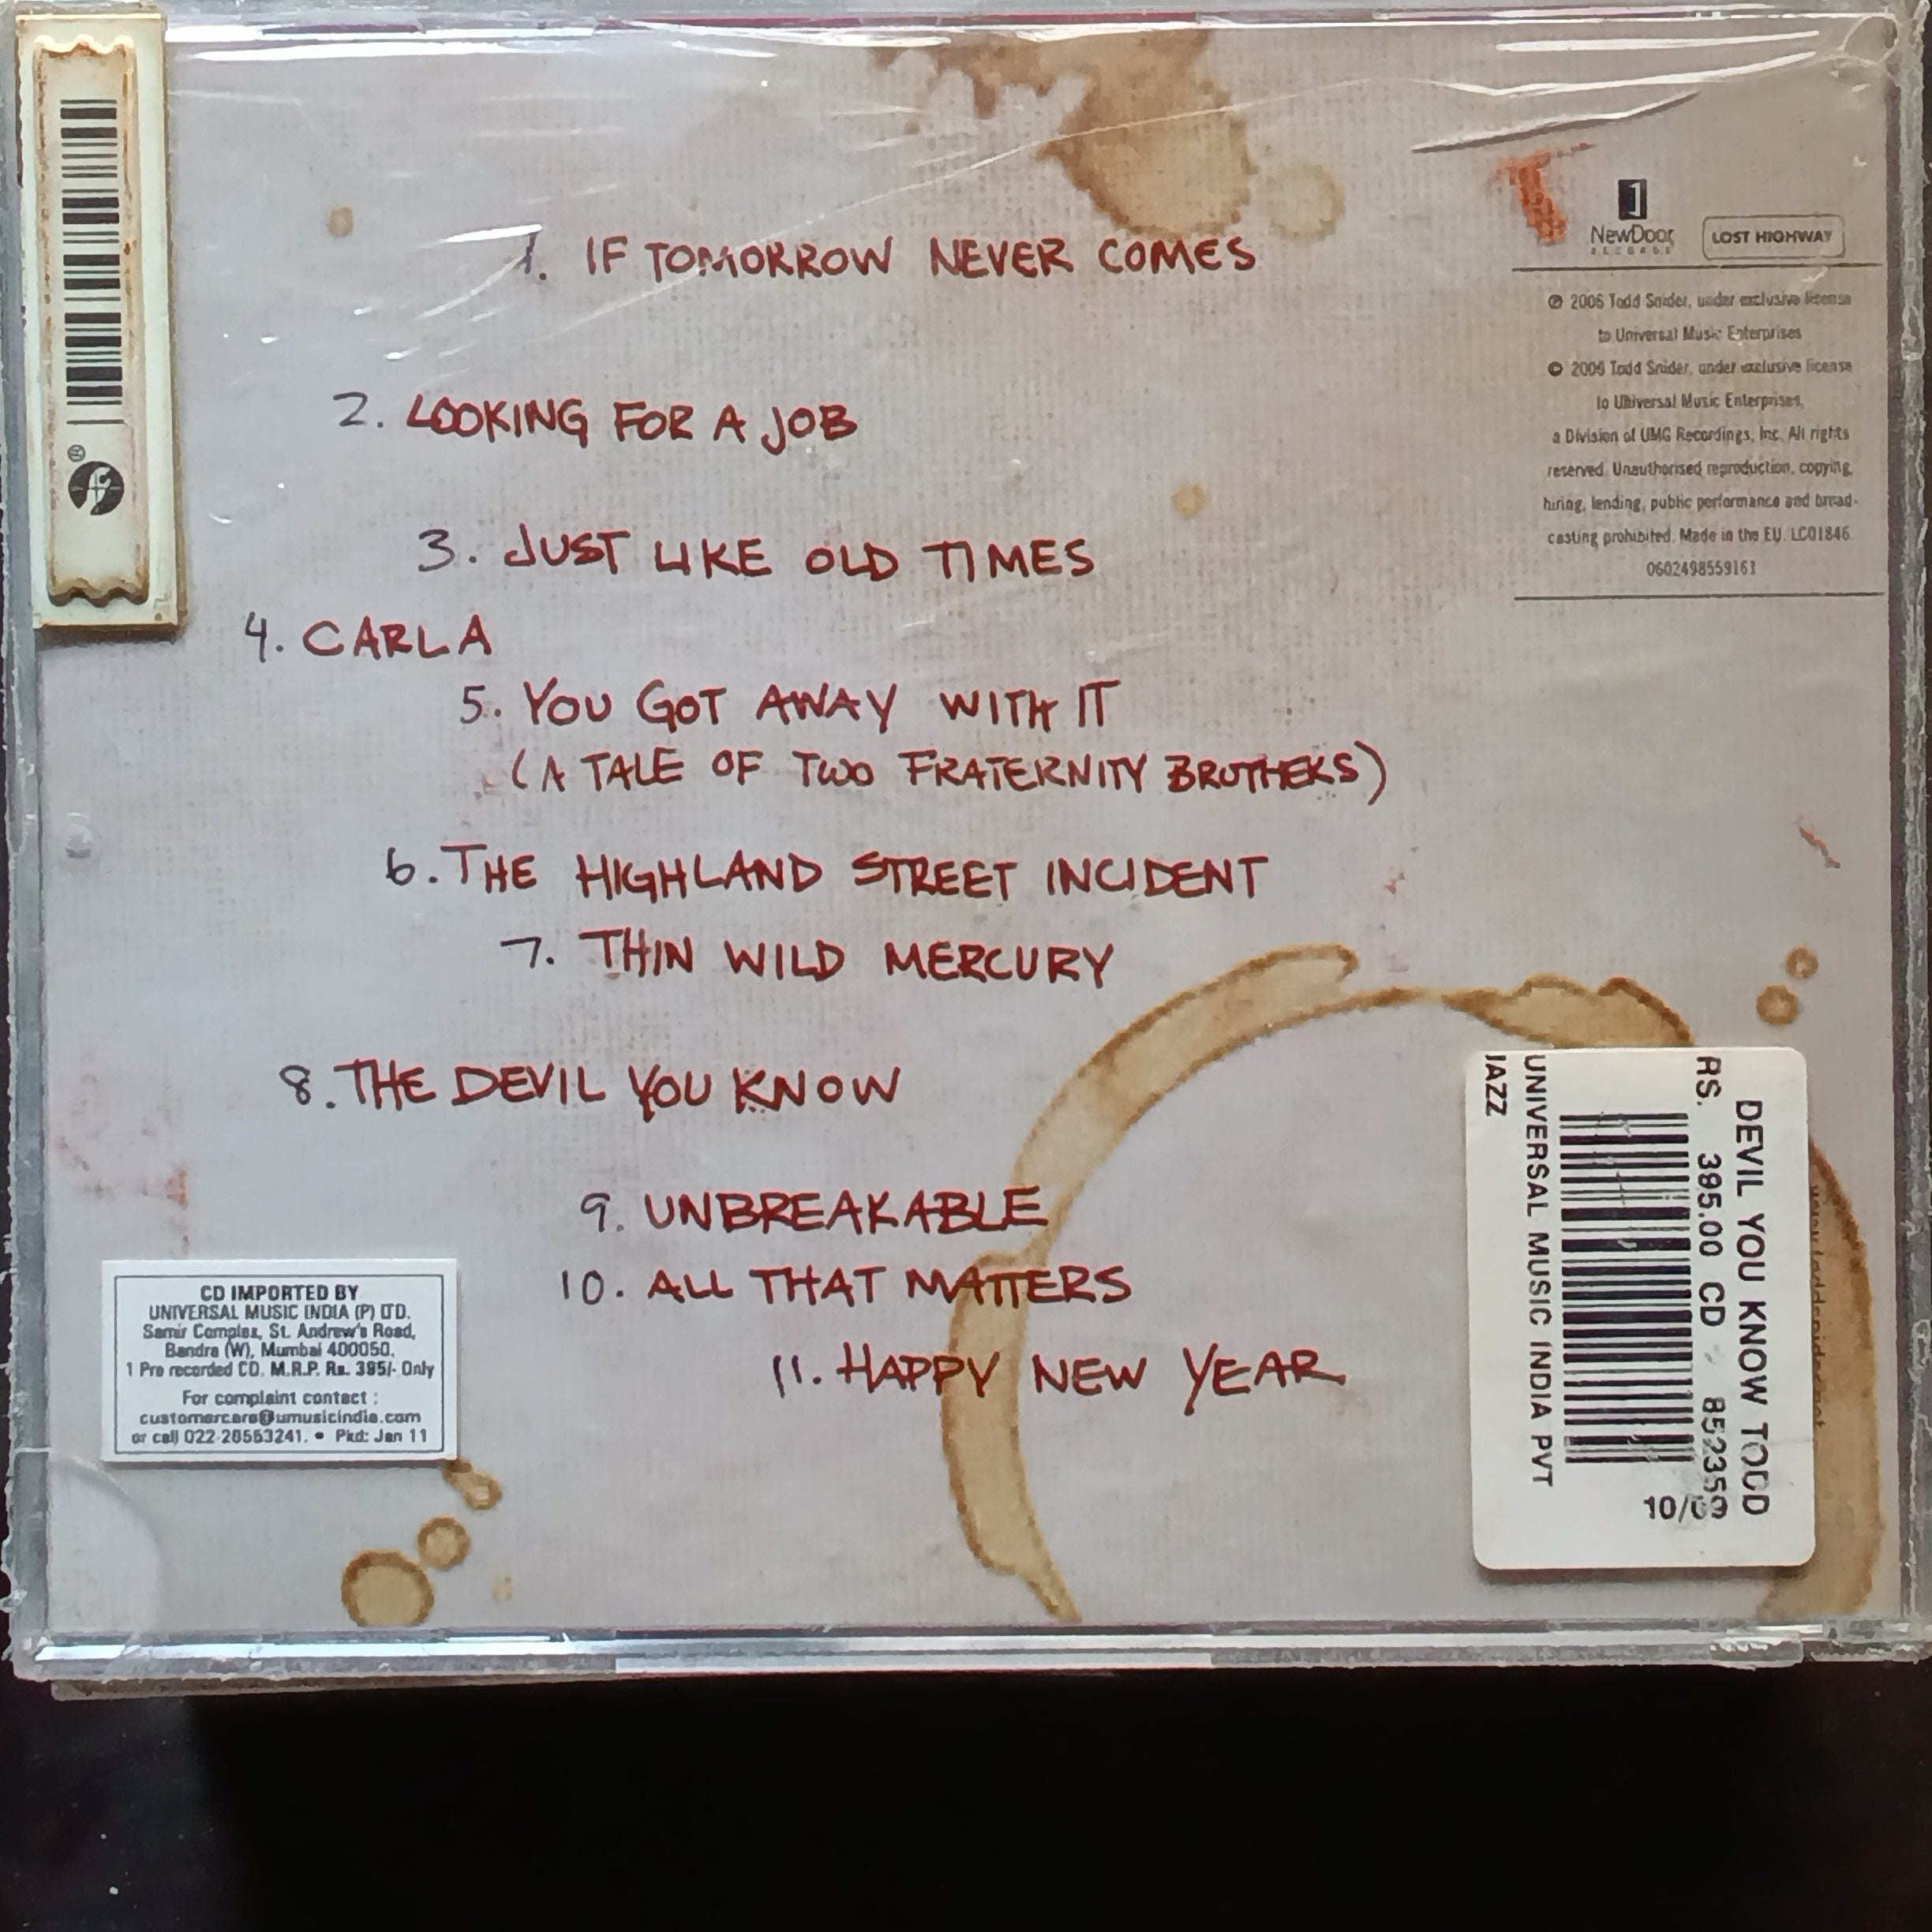 1. IF TOMORROW NEVER COMES
2. LOOKING FOR A JOB
3. JUST LIKE OLD TIMES
4. CARLA
5. YOU GOT AWAY WITH IT
(A TALE OF TWO FRATERNITY BROTHERS)
6. THE HIGHLAND STREET INCIDENT
7. THIN WILD MERCURY
8. THE DEVIL YOU KNOW
9. UNBREAKABLE
10. ALL THAT MATTERS
11. HAPPY NEW YEAR
NewDoor
RECORDS
LOST HIGHWAY
℗ 2006 Todd Snider, under exclusive license
to Universal Music Enterprises
© 2006 Todd Snider, under exclusive license
to Universal Music Enterprises,
a Division of UMG Recordings, Inc. All rights
reserved. Unauthorised reproduction, copying,
hiring, lending, public performance and broad-
casting prohibited. Made in the EU. LC01846
0602498559161
CD IMPORTED BY
UNIVERSAL MUSIC INDIA (P) LTD.
Samir Complex, St. Andrew's Road,
Bandra (W), Mumbai 400050.
1 Pre recorded CD. M.R.P. Rs. 395/- Only
For complaint contact :
customercare@umusicindia.com
or call 022-26553241. • Pkd: Jan 11
DEVIL YOU KNOW TODD
RS. 385.00 CD 852359
10/09
UNIVERSAL MUSIC INDIA PVT
JAZZ